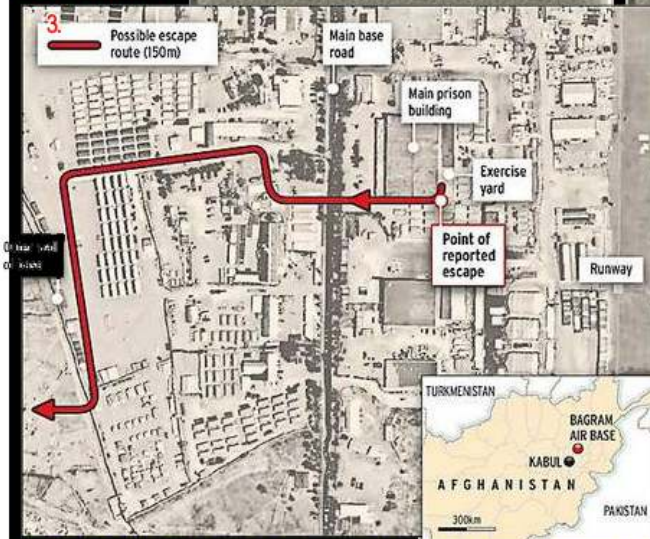 3.
Possible escape
route (150m)
Main base
road
Main prison
building
Exercise
yard
Point of
reported
escape
Runway
TURKMENISTAN
BAGRAM
AIR BASE
KABUL
AFGHANISTAN
PAKISTAN
300km